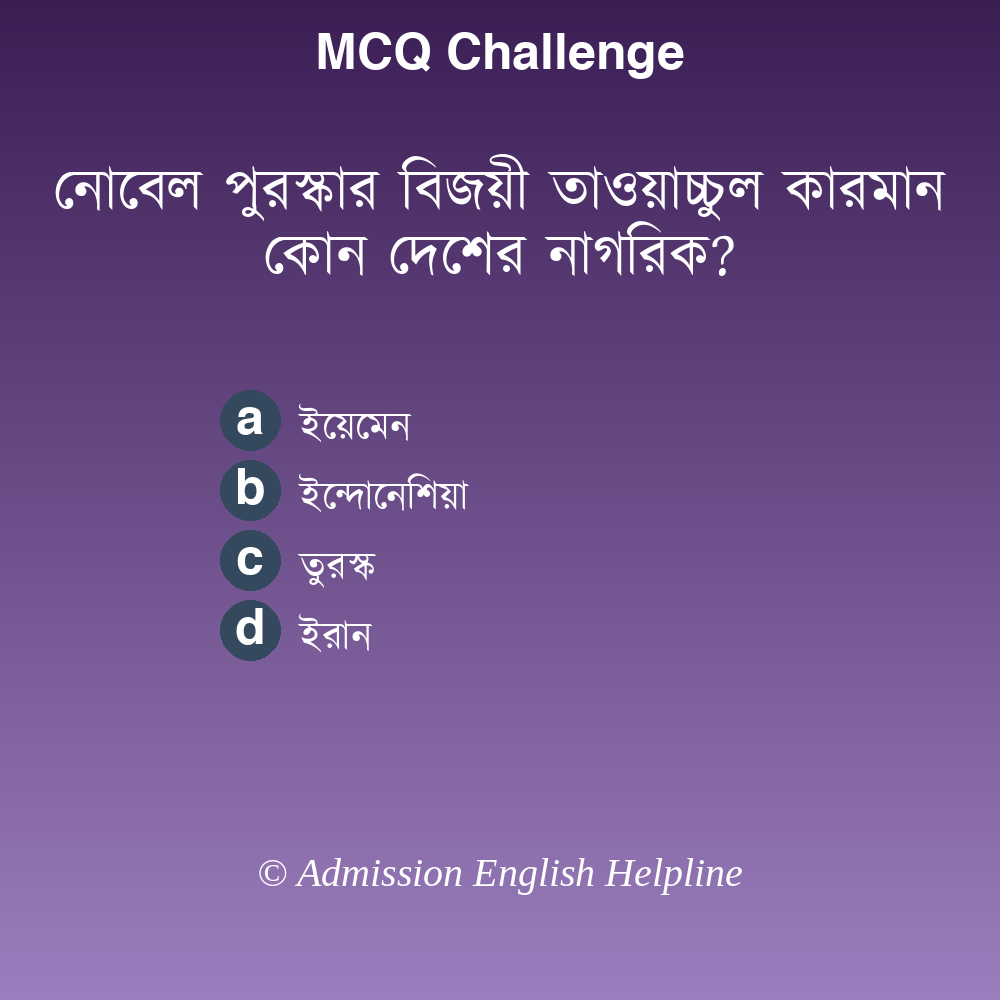 MCQ Challenge
নোবেল পুরস্কার বিজয়ী তাওয়াচ্চুল কারমান
কোন দেশের নাগরিক?
a ইয়েমেন
b ইন্দোনেশিয়া
c তুরস্ক
d ইরান
© Admission English Helpline